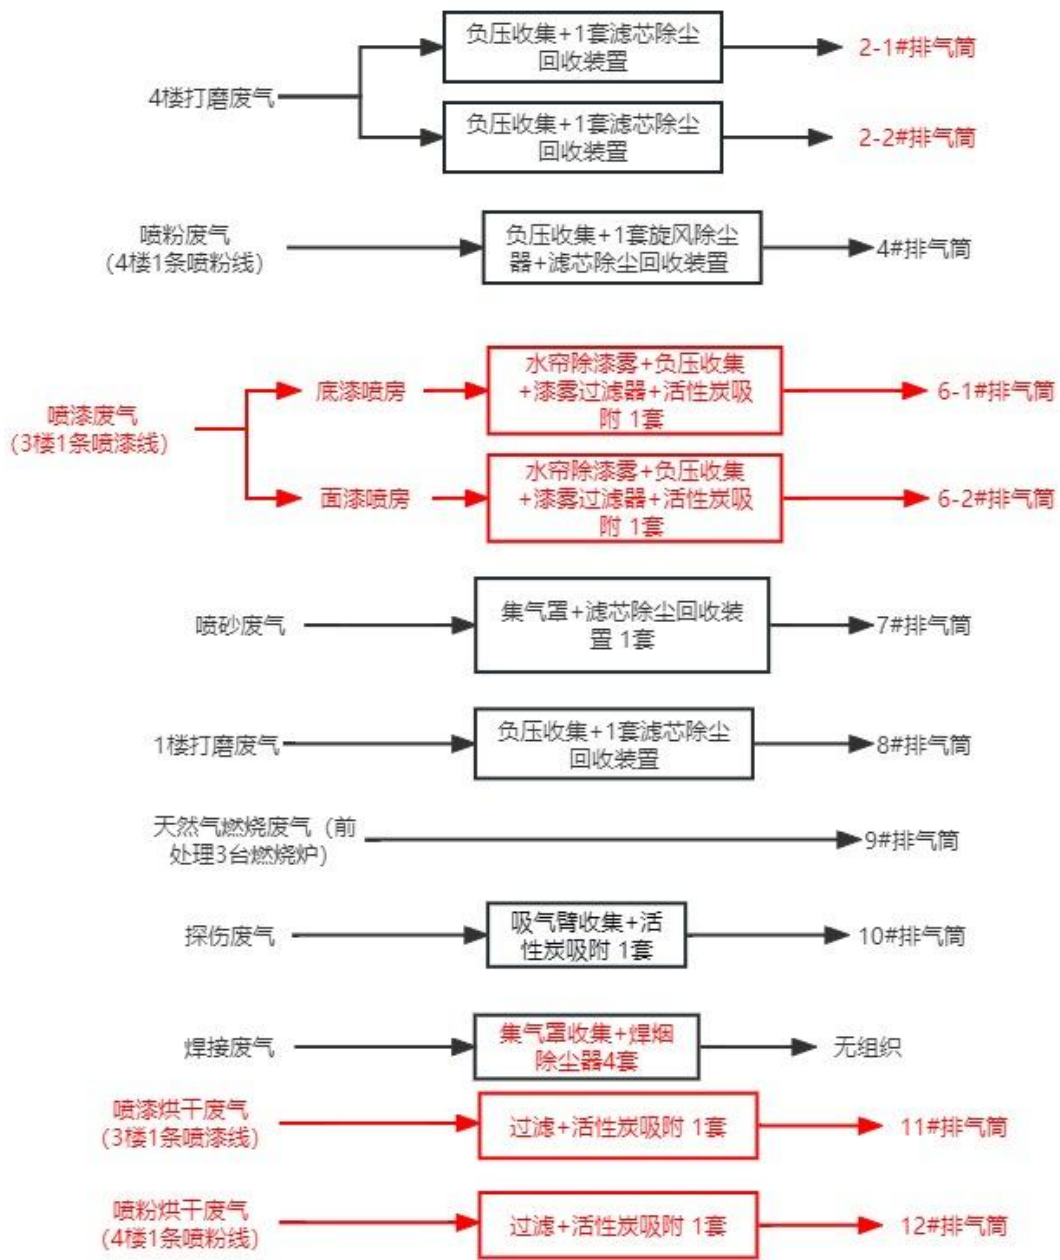 负压收集+1套滤芯除尘
回收装置
2-1#排气筒
4楼打磨废气
负压收集+1套滤芯除尘
回收装置
2-2#排气筒
喷粉废气
(4楼1条喷粉线)
负压收集+1套旋风除尘
器+滤芯除尘回收装置
4#排气筒
喷漆废气
(3楼1条喷漆线)
底漆喷房
水帘除漆雾+负压收集
+漆雾过滤器+活性炭吸
附 1套
6-1#排气筒
面漆喷房
水帘除漆雾+负压收集
+漆雾过滤器+活性炭吸
附 1套
6-2#排气筒
喷砂废气
集气罩+滤芯除尘回收装
置 1套
7#排气筒
1楼打磨废气
负压收集+1套滤芯除尘
回收装置
8#排气筒
天然气燃烧废气（前
处理3台燃烧炉）
9#排气筒
探伤废气
吸气臂收集+活
性炭吸附 1套
10#排气筒
焊接废气
集气罩收集+焊烟
除尘器4套
无组织
喷漆烘干废气
(3楼1条喷漆线)
过滤+活性炭吸附 1套
11#排气筒
喷粉烘干废气
(4楼1条喷粉线)
过滤+活性炭吸附 1套
12#排气筒